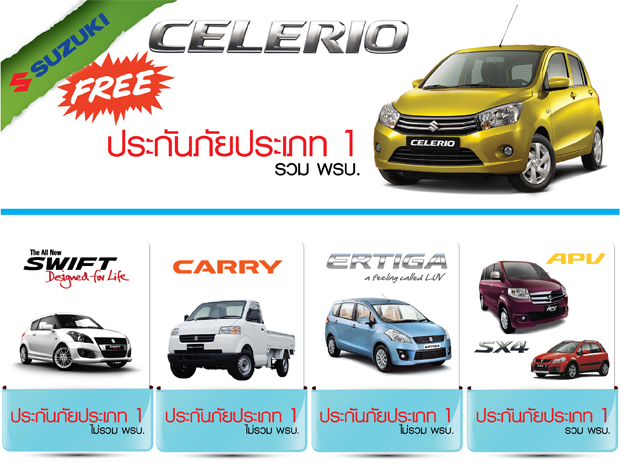 SUZUKI
CELERIO
FREE
ประกันภัยประเภท 1
รวม พรบ.
CELERIO
The All New
SWIFT
Designed for Life
SWIFT
ประกันภัยประเภท 1
ไม่รวม พรบ.
CARRY
ประกันภัยประเภท 1
ไม่รวม พรบ.
ERTIGA
a feeling called LUV
ERTIGA
ประกันภัยประเภท 1
ไม่รวม พรบ.
APV
APV
SX4
ประกันภัยประเภท 1
รวม พรบ.